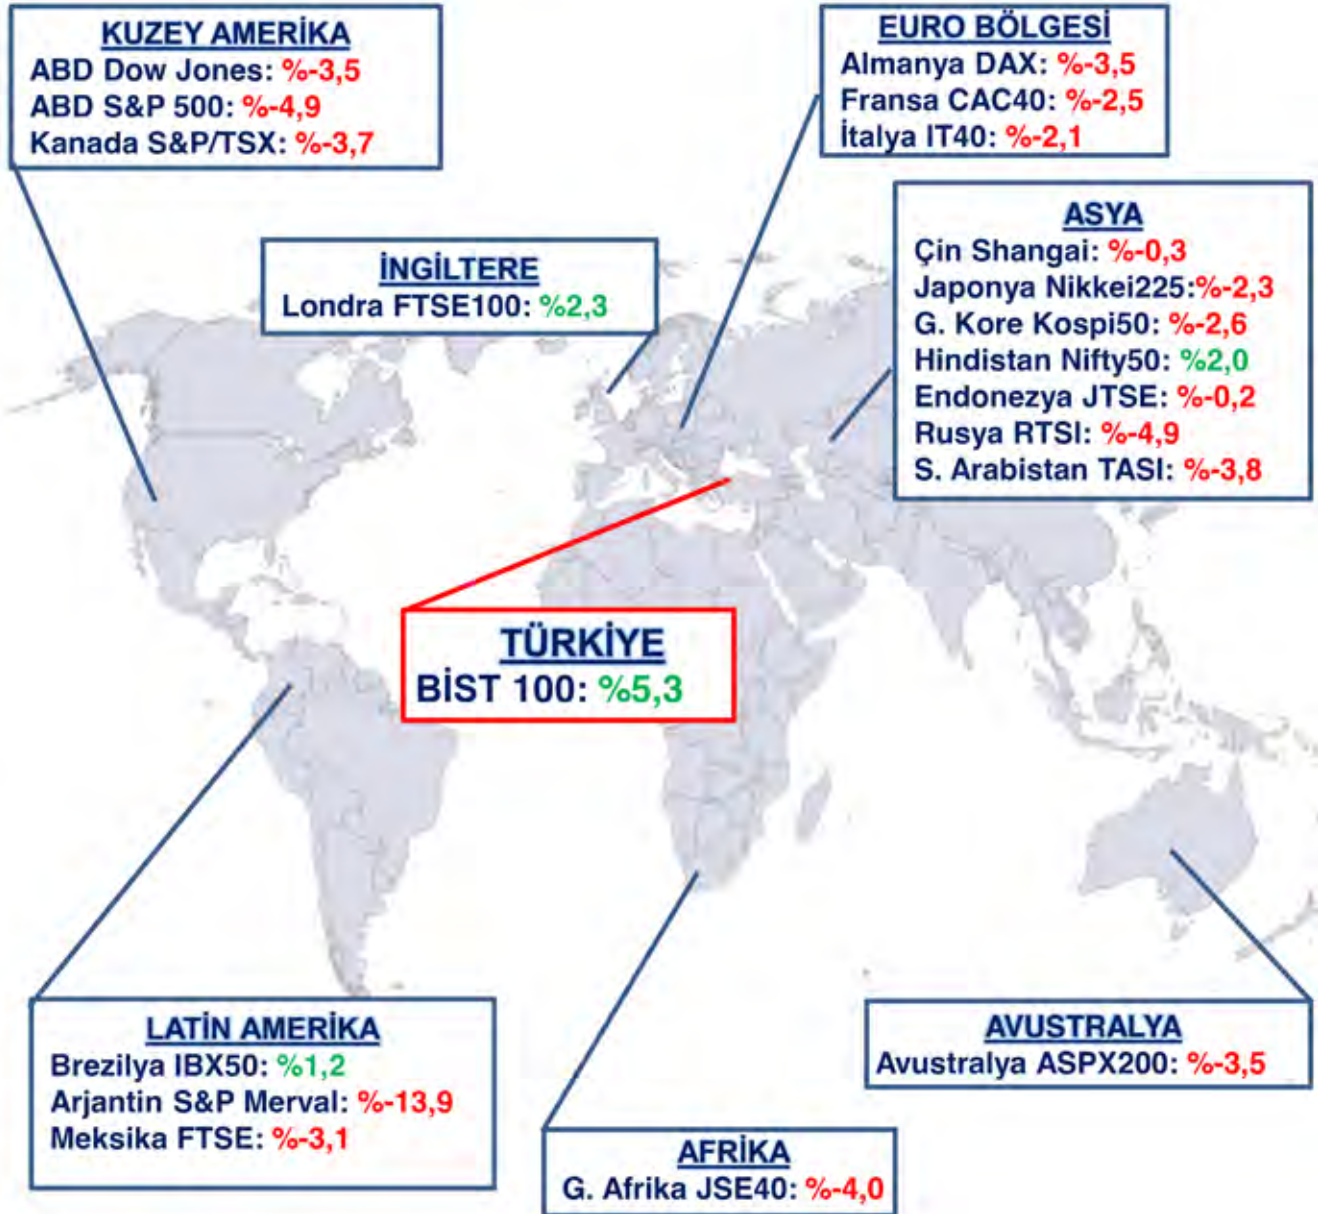 KUZEY AMERİKA
ABD Dow Jones: %-3,5
ABD S&P 500: %-4,9
Kanada S&P/TSX: %-3,7
EURO BÖLGESİ
Almanya DAX: %-3,5
Fransa CAC40: %-2,5
İtalya IT40: %-2,1
İNGİLTERE
Londra FTSE100: %2,3
ASYA
Çin Shangai: %-0,3
Japonya Nikkei225:%-2,3
G. Kore Kospi50: %-2,6
Hindistan Nifty50: %2,0
Endonezya JTSE: %-0,2
Rusya RTSI: %-4,9
S. Arabistan TASI: %-3,8
TÜRKİYE
BİST 100: %5,3
LATİN AMERİKA
Brezilya IBX50: %1,2
Arjantin S&P Merval: %-13,9
Meksika FTSE: %-3,1
AFRİKA
G. Afrika JSE40: %-4,0
AVUSTRALYA
Avustralya ASPX200: %-3,5